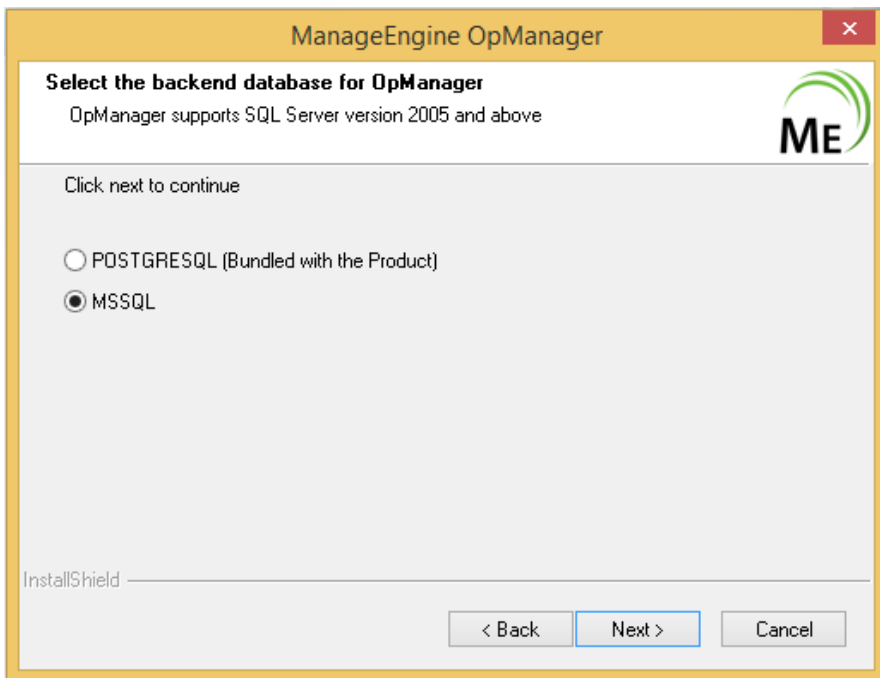 ManageEngine OpManager
Select the backend database for OpManager
OpManager supports SQL Server version 2005 and above
ME
Click next to continue
POSTGRESQL (Bundled with the Product)
MSSQL
InstallShield
< Back
Next >
Cancel